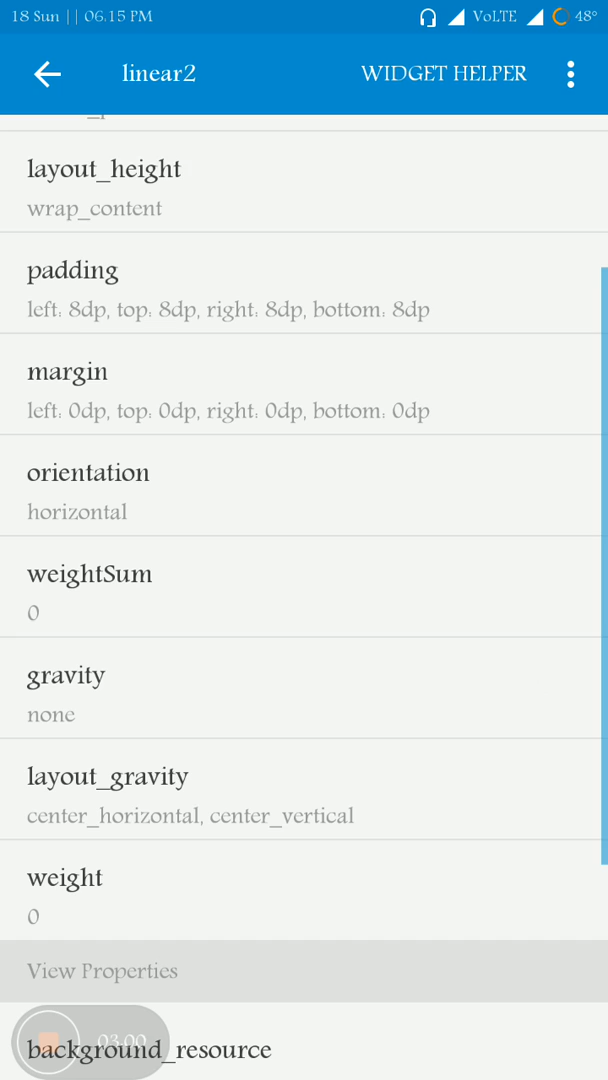 18 Sun || 06.15 PM VoLTE 48°
linear2 WIDGET HELPER
layout_height
wrap_content
padding
left: 8dp, top: 8dp, right: 8dp, bottom: 8dp
margin
left: 0dp, top: 0dp, right: 0dp, bottom: 0dp
orientation
horizontal
weightSum
0
gravity
none
layout_gravity
center_horizontal, center_vertical
weight
0
View Properties
03:00
background_resource